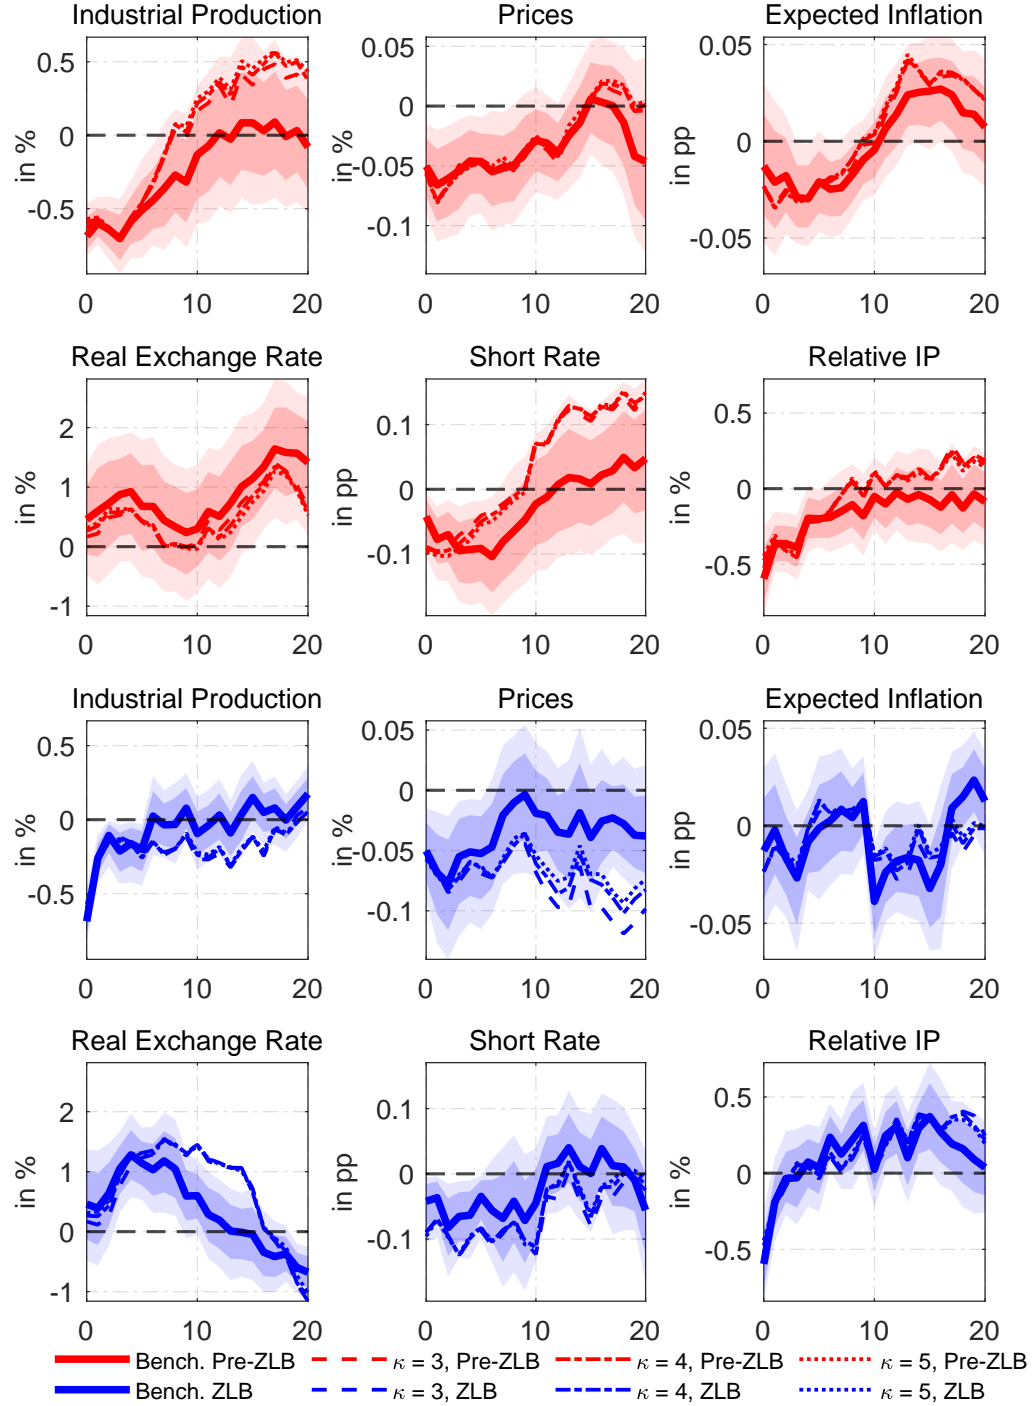 Industrial Production Prices Expected Inflation
in % 0.5 0 -0.5 0 10 20
in % 0.05 0 -0.05 -0.1 0 10 20
in pp 0.05 0 -0.05 0 10 20
Real Exchange Rate Short Rate Relative IP
in % 2 1 0 -1 0 10 20
in pp 0.1 0 -0.1 0 10 20
in % 0.5 0 -0.5 0 10 20
Industrial Production Prices Expected Inflation
in % 0.5 0 -0.5 0 10 20
in % 0.05 0 -0.05 -0.1 0 10 20
in pp 0.05 0 -0.05 0 10 20
Real Exchange Rate Short Rate Relative IP
in % 2 1 0 -1 0 10 20
in pp 0.1 0 -0.1 0 10 20
in % 0.5 0 -0.5 0 10 20
Bench. Pre-ZLB κ = 3, Pre-ZLB κ = 4, Pre-ZLB κ = 5, Pre-ZLB
Bench. ZLB κ = 3, ZLB κ = 4, ZLB κ = 5, ZLB